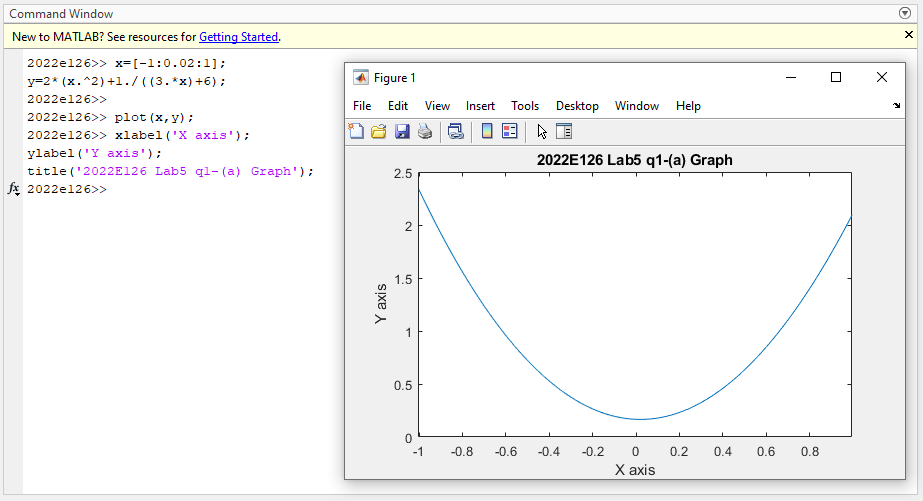 Command Window
New to MATLAB? See resources for Getting Started.
2022e126>> x=[-1:0.02:1];
y=2*(x.^2)+1./((3.*x)+6);
2022e126>>
2022e126>> plot(x,y);
2022e126>> xlabel('X axis');
ylabel('Y axis');
title('2022E126 Lab5 q1-(a) Graph');
fx 2022e126>>
Figure 1
File Edit View Insert Tools Desktop Window Help
2022E126 Lab5 q1-(a) Graph
2.5
2
1.5
1
0.5
0
Y axis
-1 -0.8 -0.6 -0.4 -0.2 0 0.2 0.4 0.6 0.8
X axis